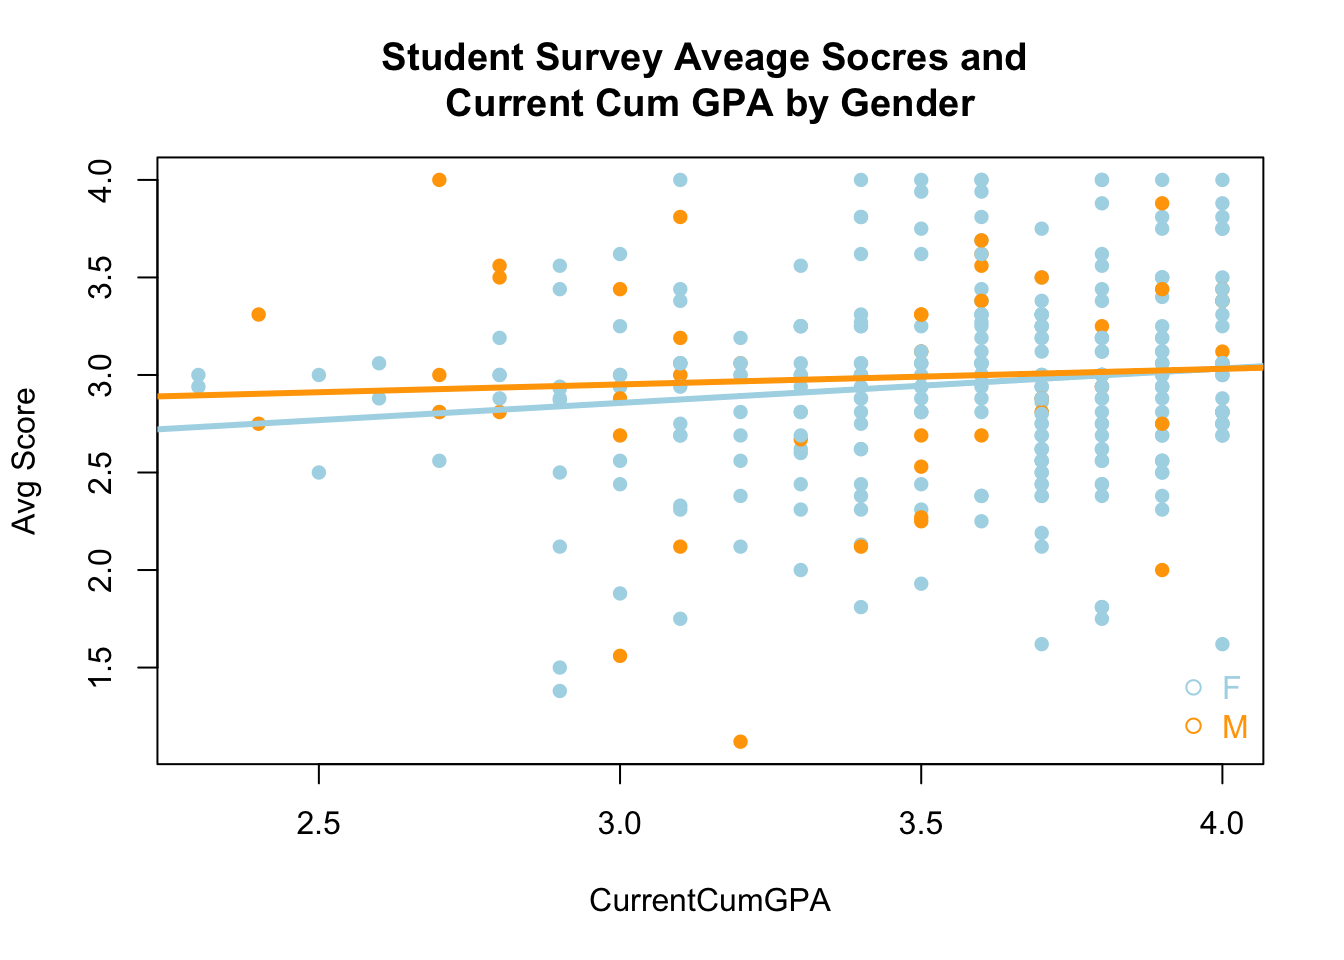 Student Survey Aveage Socres and
Current Cum GPA by Gender
Avg Score
4.0
3.5
3.0
2.5
2.0
1.5
F
M
2.5 3.0 3.5 4.0
CurrentCumGPA